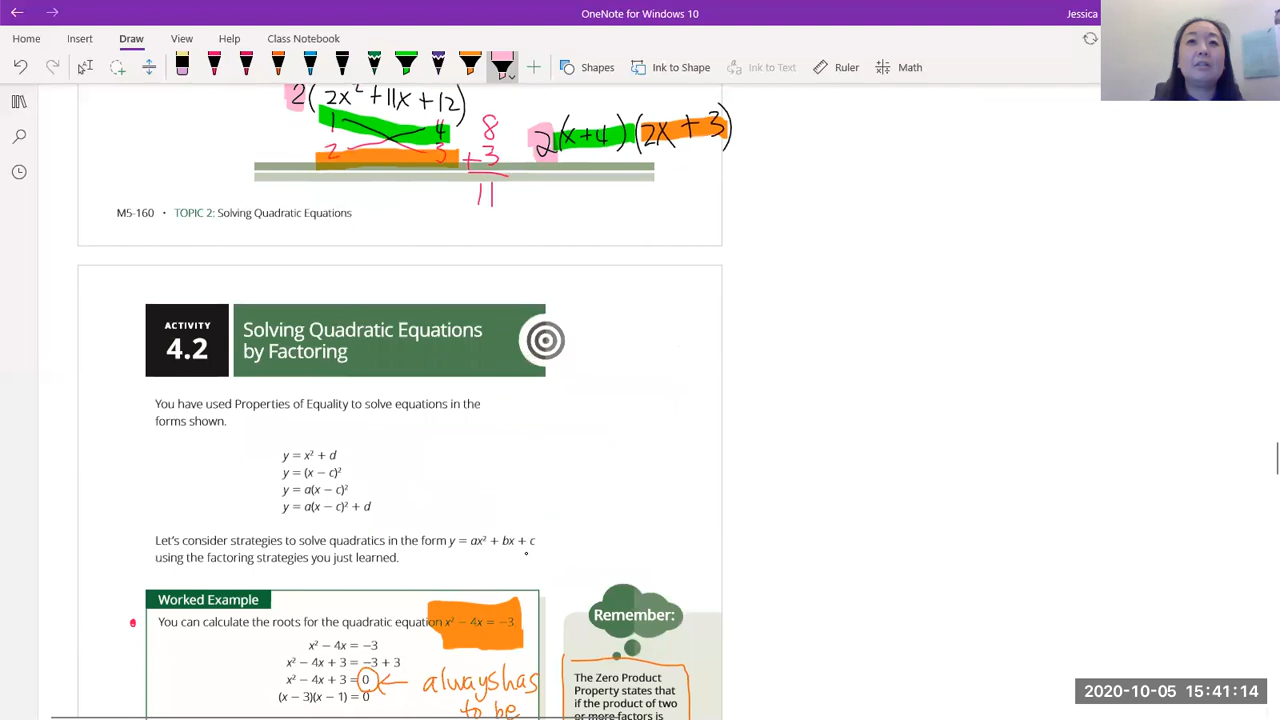 OneNote for Windows 10
Jessica
Home Insert Draw View Help Class Notebook
Shapes Ink to Shape Ink to Text Ruler Math
2(2x² + 11x + 12)
1 4 8
2 3 + 3
11
2(x+4)(2x+3)
M5-160 • TOPIC 2: Solving Quadratic Equations
ACTIVITY
4.2
Solving Quadratic Equations
by Factoring
You have used Properties of Equality to solve equations in the
forms shown.
y = x² + d
y = (x − c)²
y = a(x − c)²
y = a(x − c)² + d
Let's consider strategies to solve quadratics in the form y = ax² + bx + c
using the factoring strategies you just learned.
Worked Example
You can calculate the roots for the quadratic equation x² − 4x = −3.
x² − 4x = −3
x² − 4x + 3 = −3 + 3
x² − 4x + 3 = 0
(x − 3)(x − 1) = 0
always has
to be
Remember:
The Zero Product
Property states that
if the product of two
or more factors is
2020-10-05 15:41:14